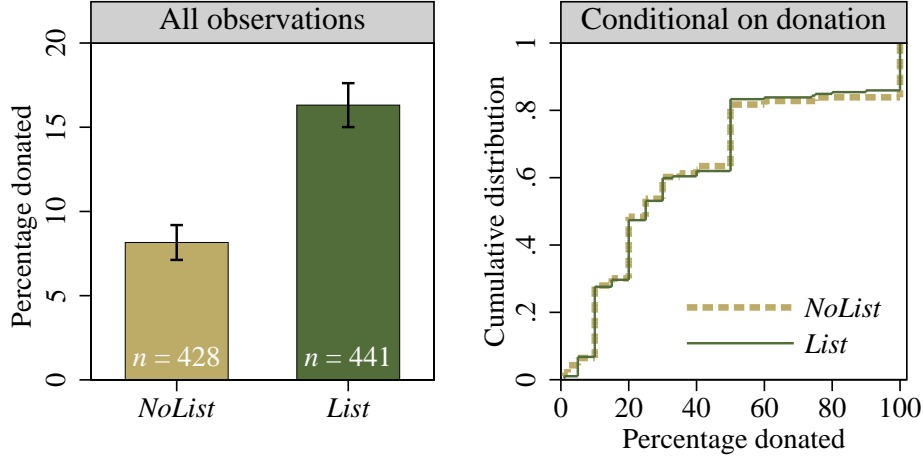 All observations
Percentage donated
20
15
10
5
0
n = 428
n = 441
NoList
List
Conditional on donation
Cumulative distribution
1
.8
.6
.4
.2
0
NoList
List
0 20 40 60 80 100
Percentage donated